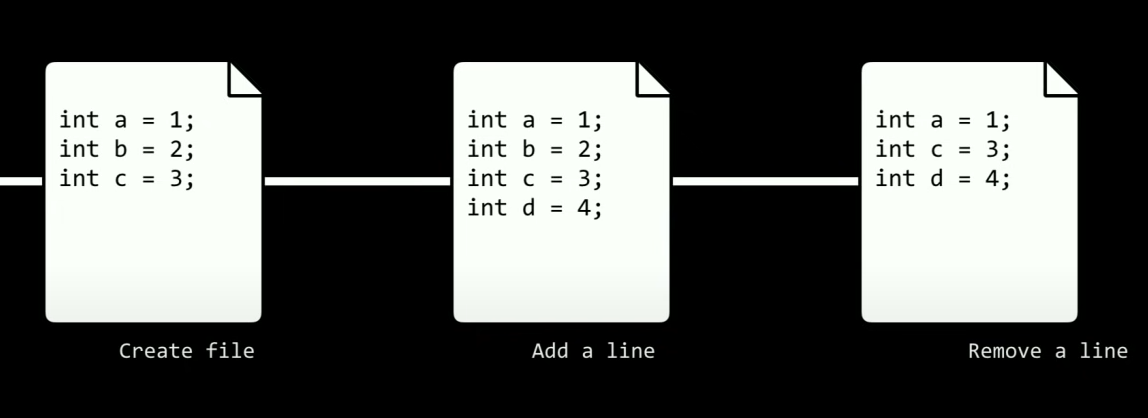 int a = 1;
int b = 2;
int c = 3;
Create file
int a = 1;
int b = 2;
int c = 3;
int d = 4;
Add a line
int a = 1;
int c = 3;
int d = 4;
Remove a line